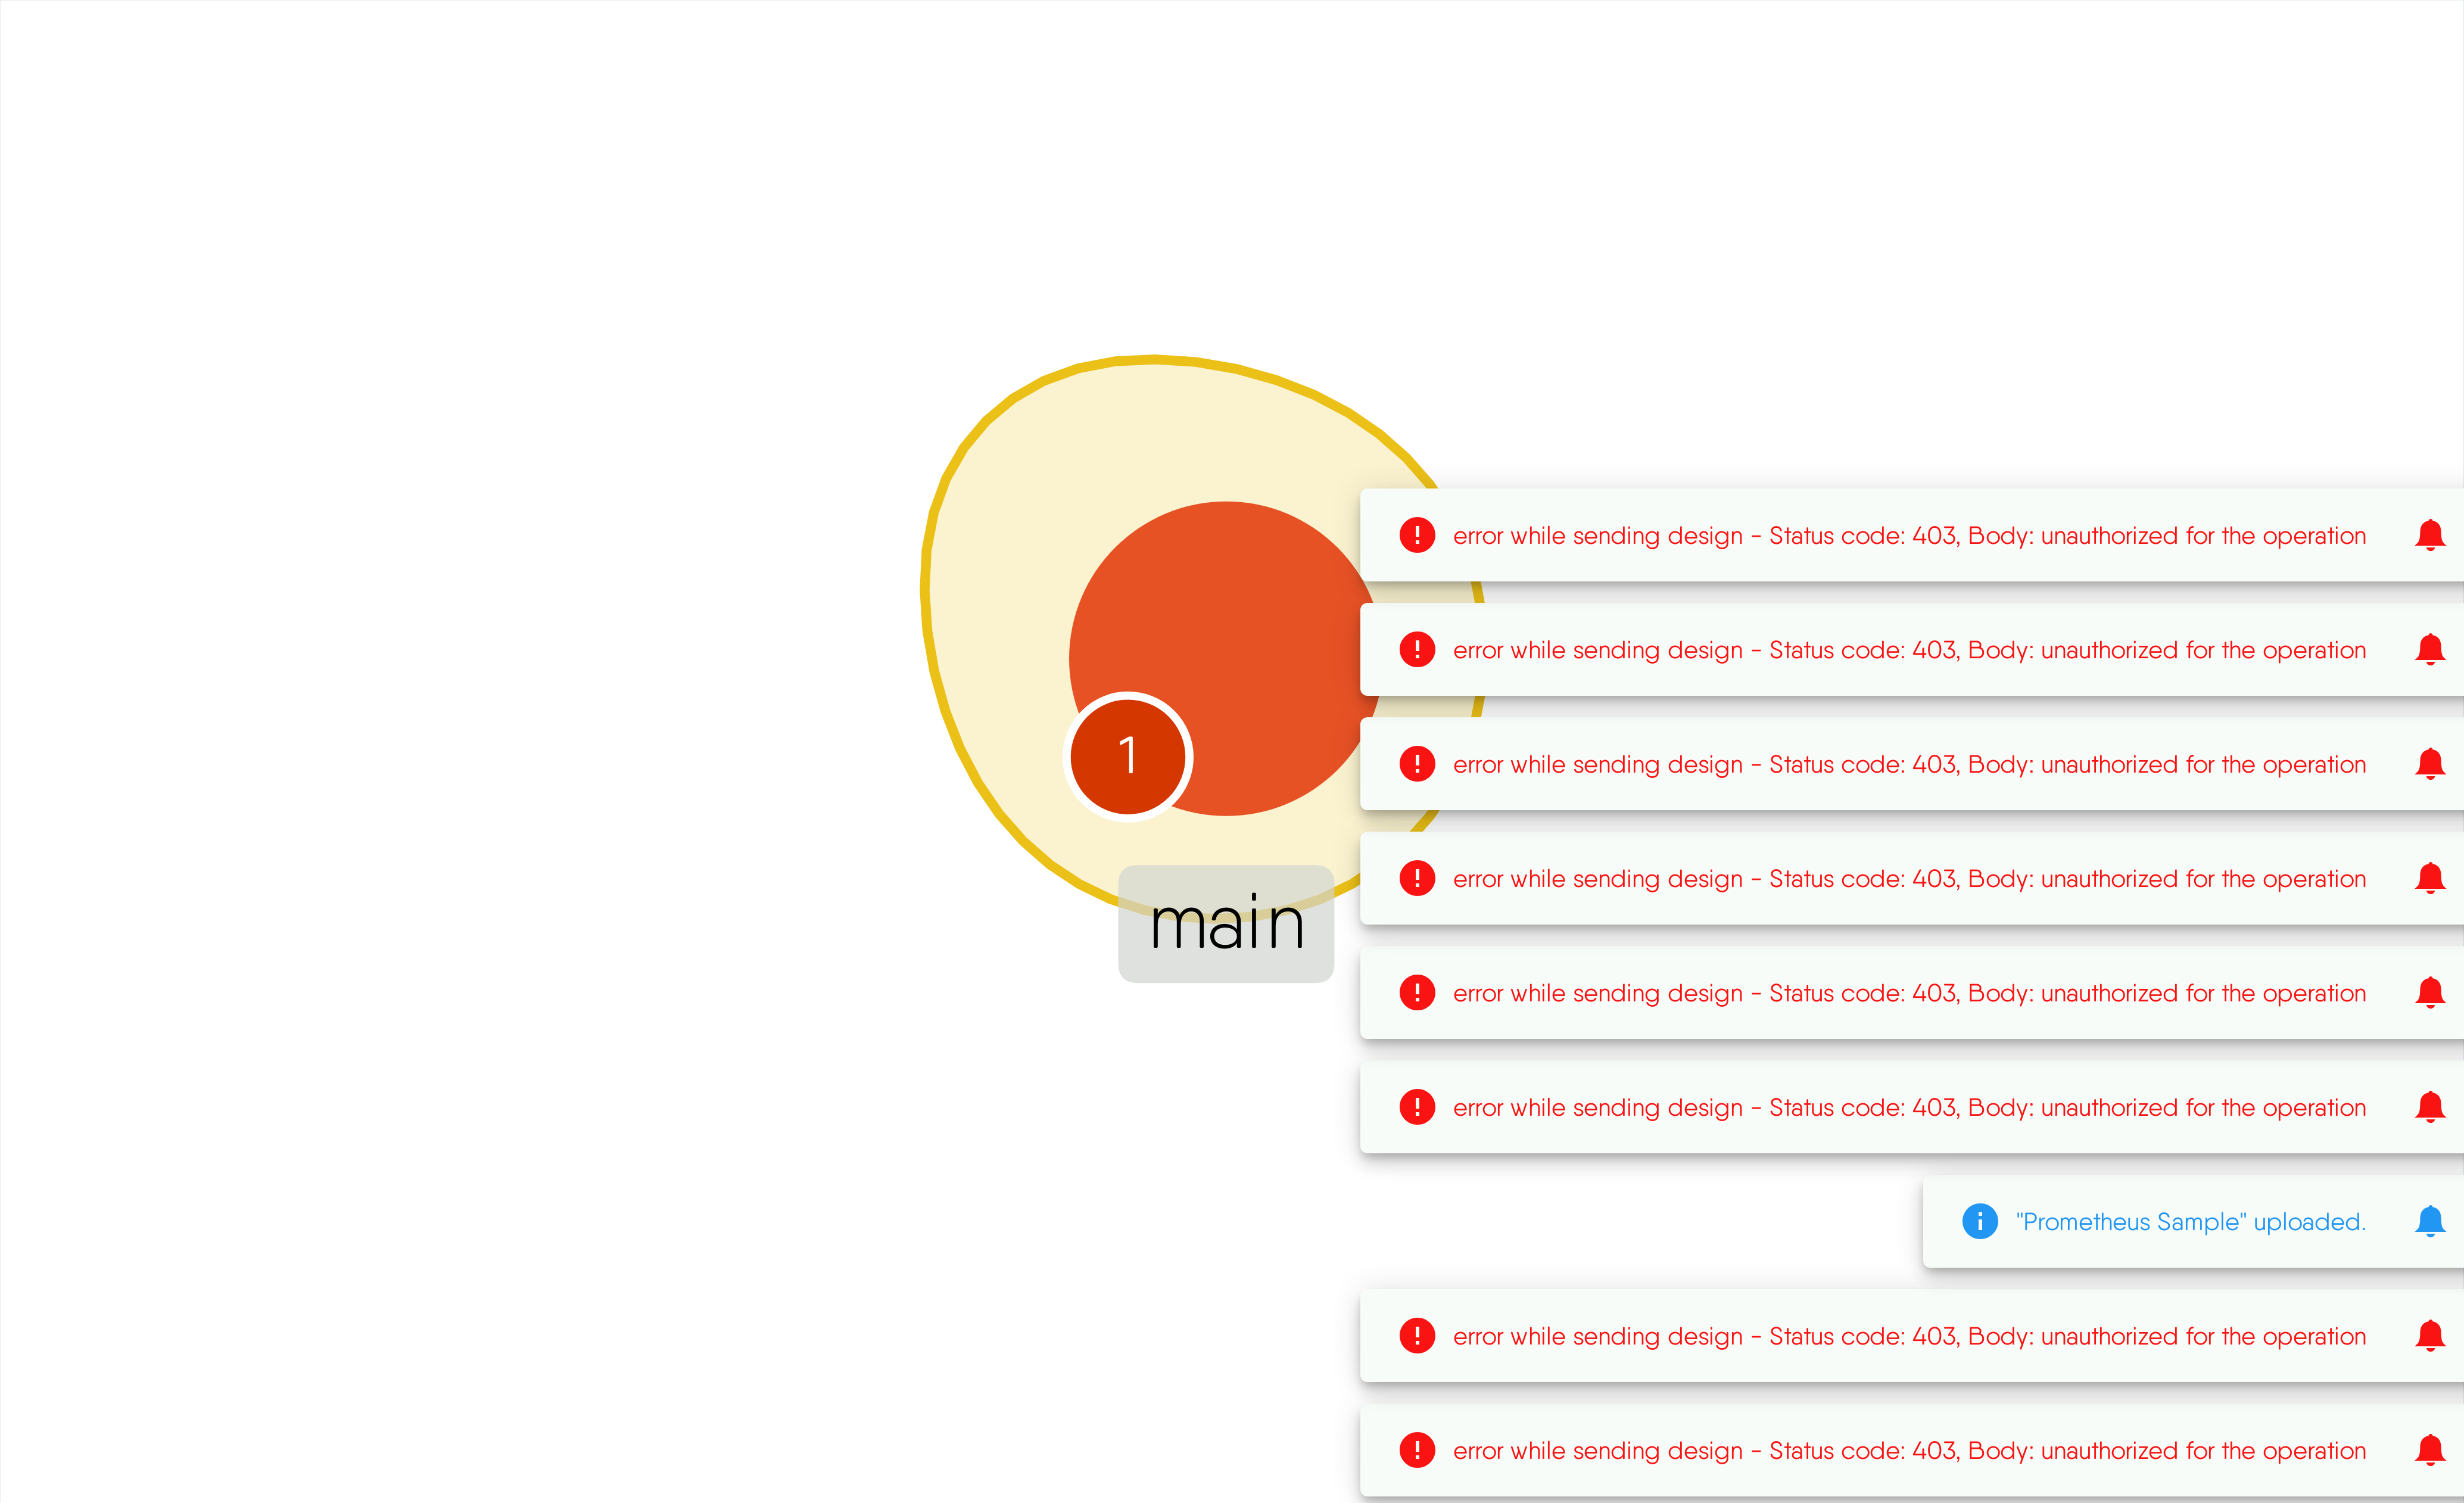 error while sending design - Status code: 403, Body: unauthorized for the operation
error while sending design - Status code: 403, Body: unauthorized for the operation
1
error while sending design - Status code: 403, Body: unauthorized for the operation
error while sending design - Status code: 403, Body: unauthorized for the operation
main
error while sending design - Status code: 403, Body: unauthorized for the operation
error while sending design - Status code: 403, Body: unauthorized for the operation
"Prometheus Sample" uploaded.
error while sending design - Status code: 403, Body: unauthorized for the operation
error while sending design - Status code: 403, Body: unauthorized for the operation